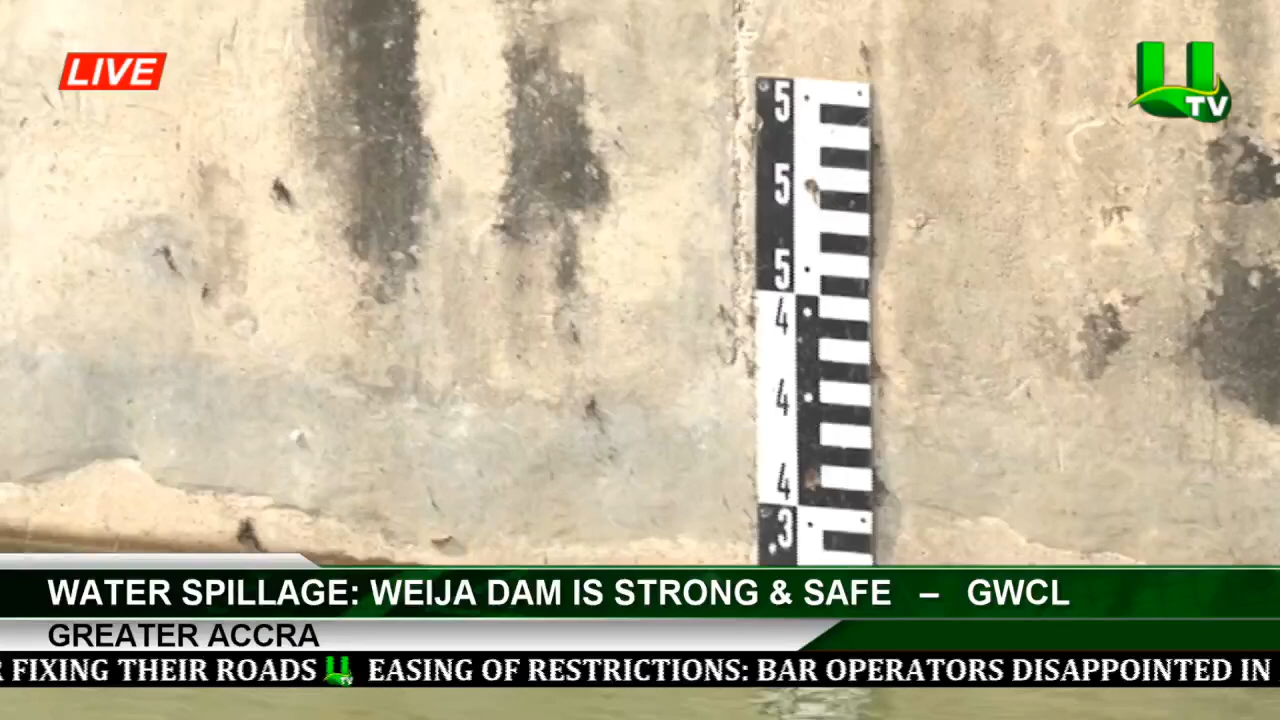 LIVE
U
TV
5
5
5
4
4
4
3
WATER SPILLAGE: WEIJA DAM IS STRONG & SAFE – GWCL
GREATER ACCRA
FIXING THEIR ROADS U EASING OF RESTRICTIONS: BAR OPERATORS DISAPPOINTED IN